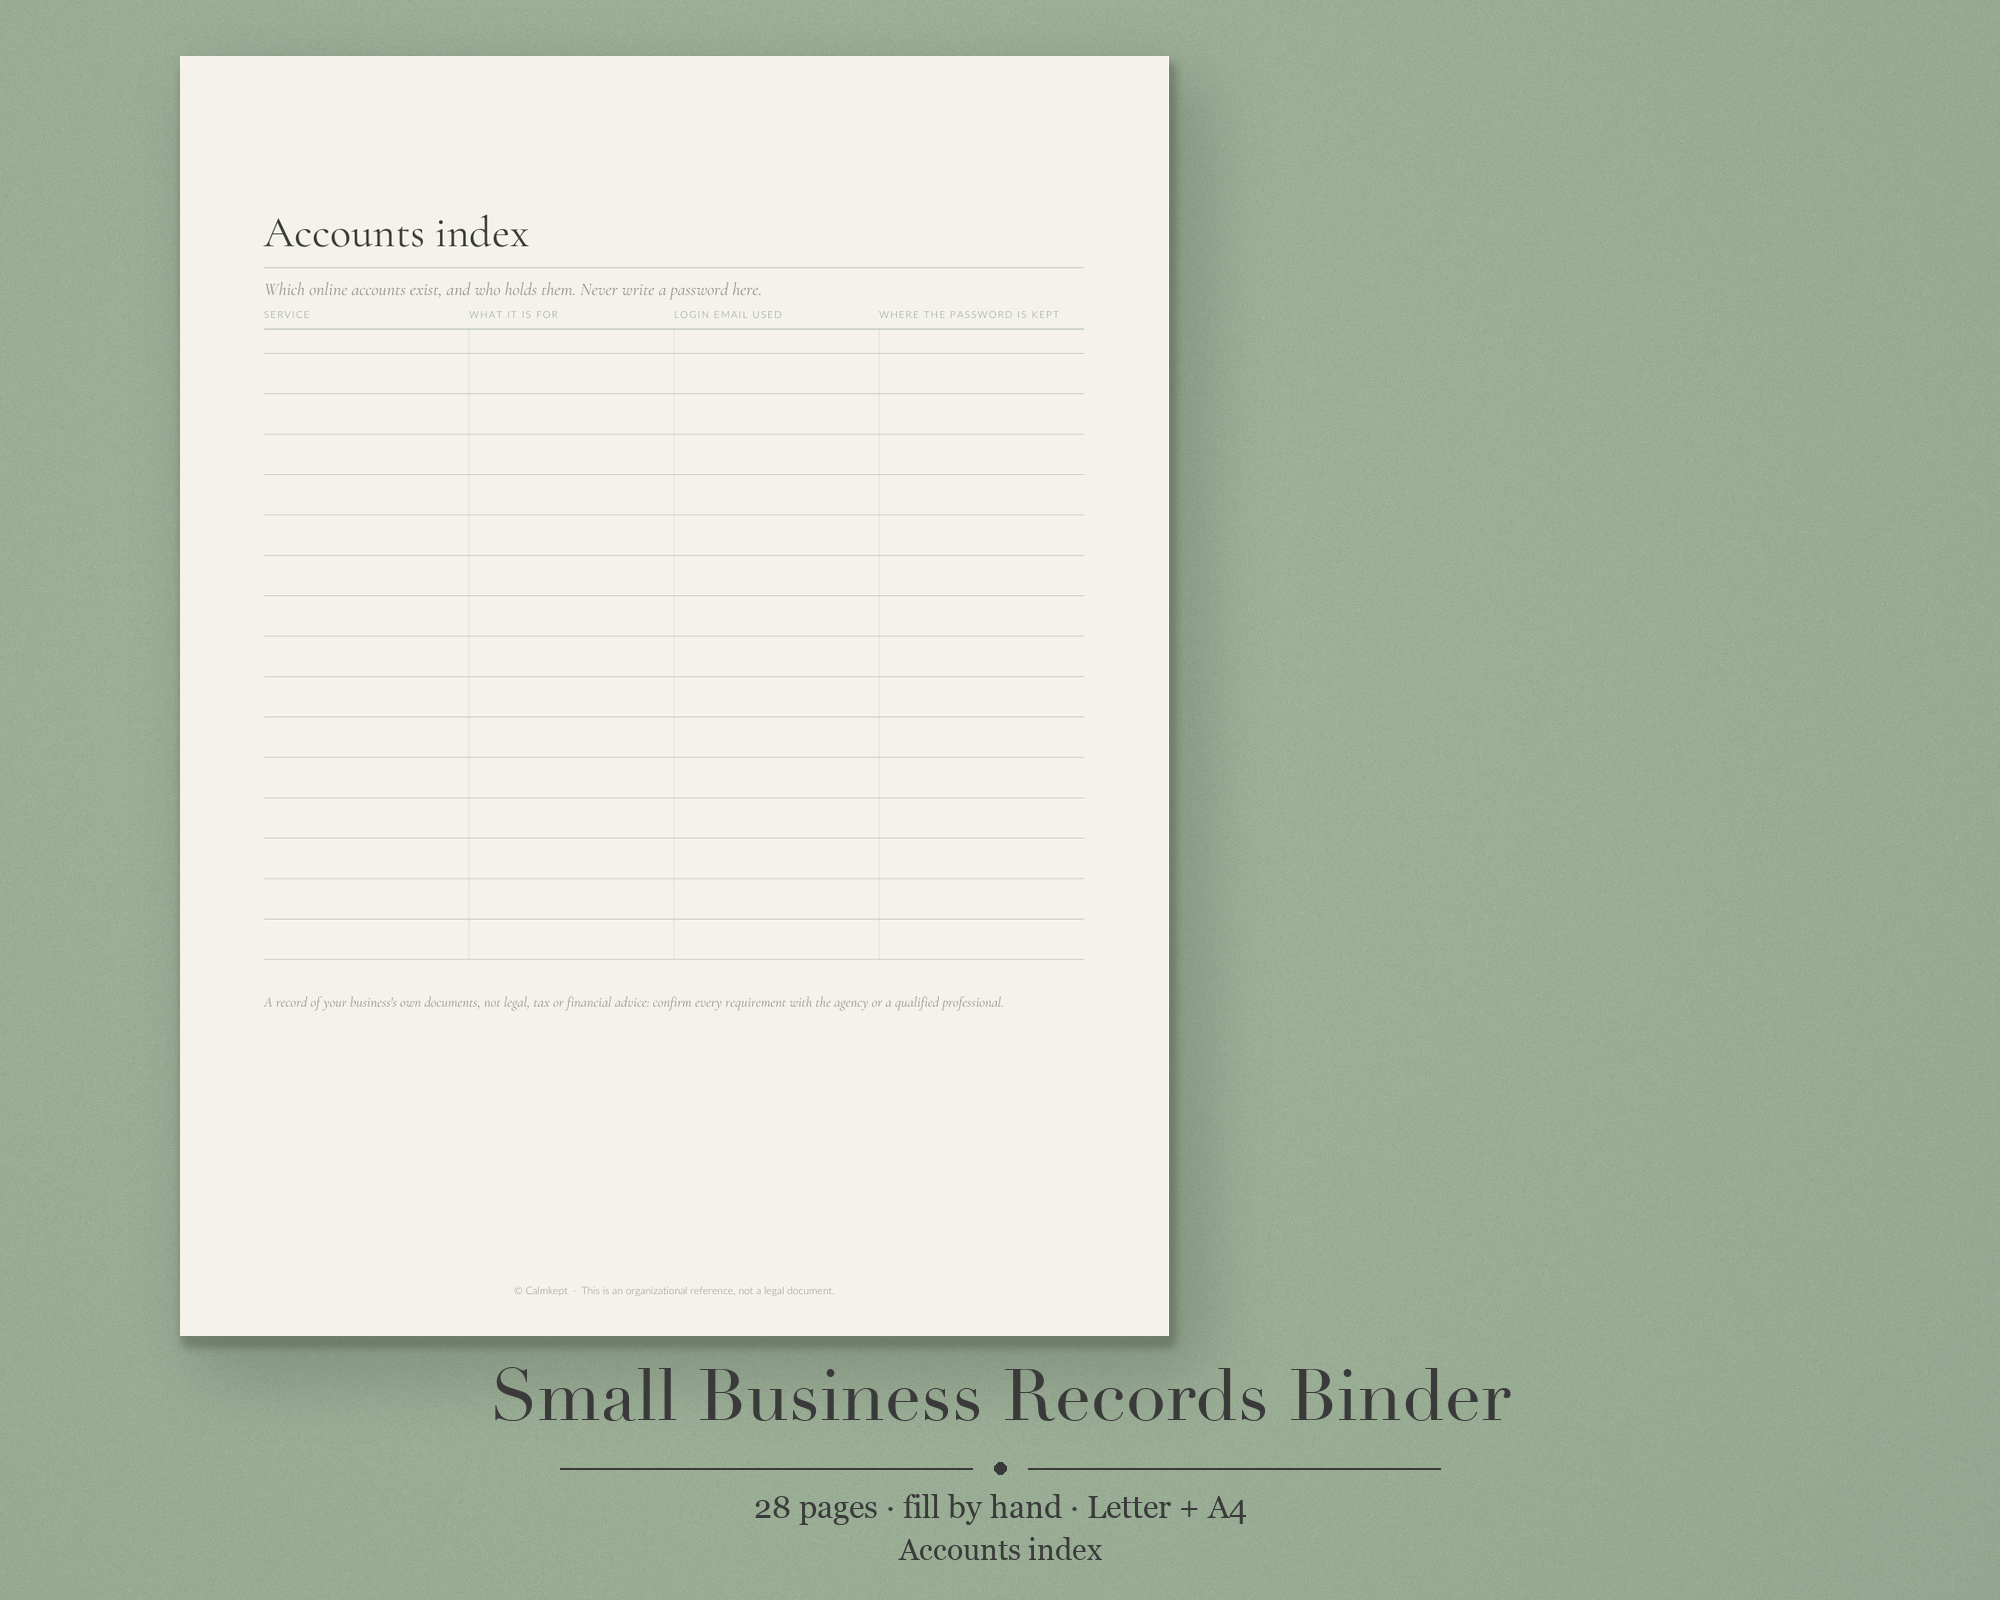 Accounts index
Which online accounts exist, and who holds them. Never write a password here.
SERVICE WHAT IT IS FOR LOGIN EMAIL USED WHERE THE PASSWORD IS KEPT
A record of your business's own documents, not legal, tax or financial advice: confirm every requirement with the agency or a qualified professional.
© Calmkept · This is an organizational reference, not a legal document.
Small Business Records Binder
28 pages · fill by hand · Letter + A4
Accounts index